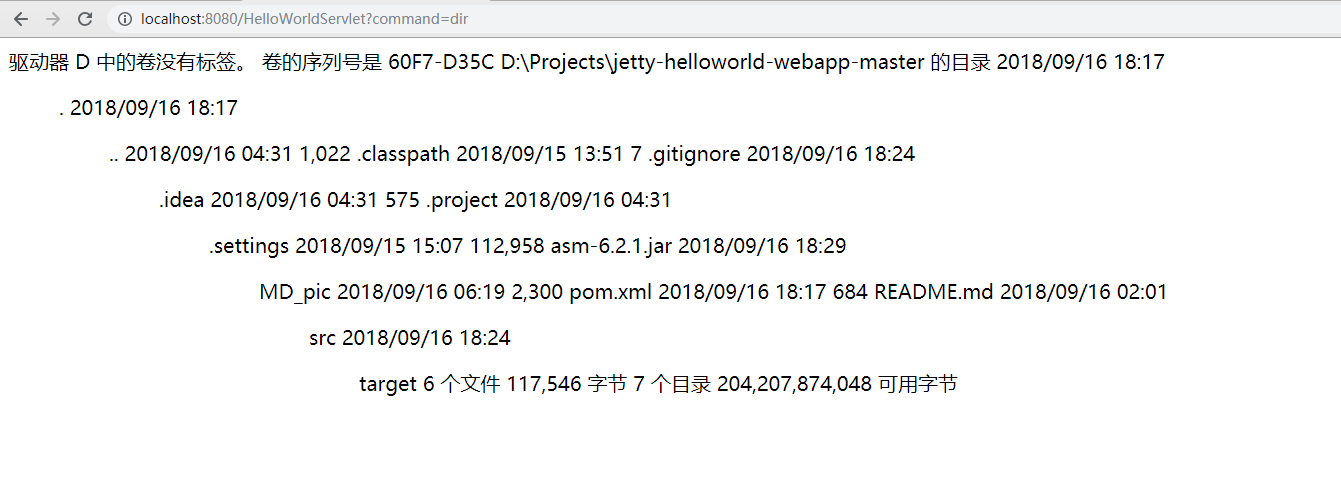 localhost:8080/HelloWorldServlet?command=dir
驱动器 D 中的卷没有标签。 卷的序列号是 60F7-D35C D:\Projects\jetty-helloworld-webapp-master 的目录 2018/09/16 18:17
. 2018/09/16 18:17
.. 2018/09/16 04:31 1,022 .classpath 2018/09/15 13:51 7 .gitignore 2018/09/16 18:24
.idea 2018/09/16 04:31 575 .project 2018/09/16 04:31
.settings 2018/09/15 15:07 112,958 asm-6.2.1.jar 2018/09/16 18:29
MD_pic 2018/09/16 06:19 2,300 pom.xml 2018/09/16 18:17 684 README.md 2018/09/16 02:01
src 2018/09/16 18:24
target 6 个文件 117,546 字节 7 个目录 204,207,874,048 可用字节